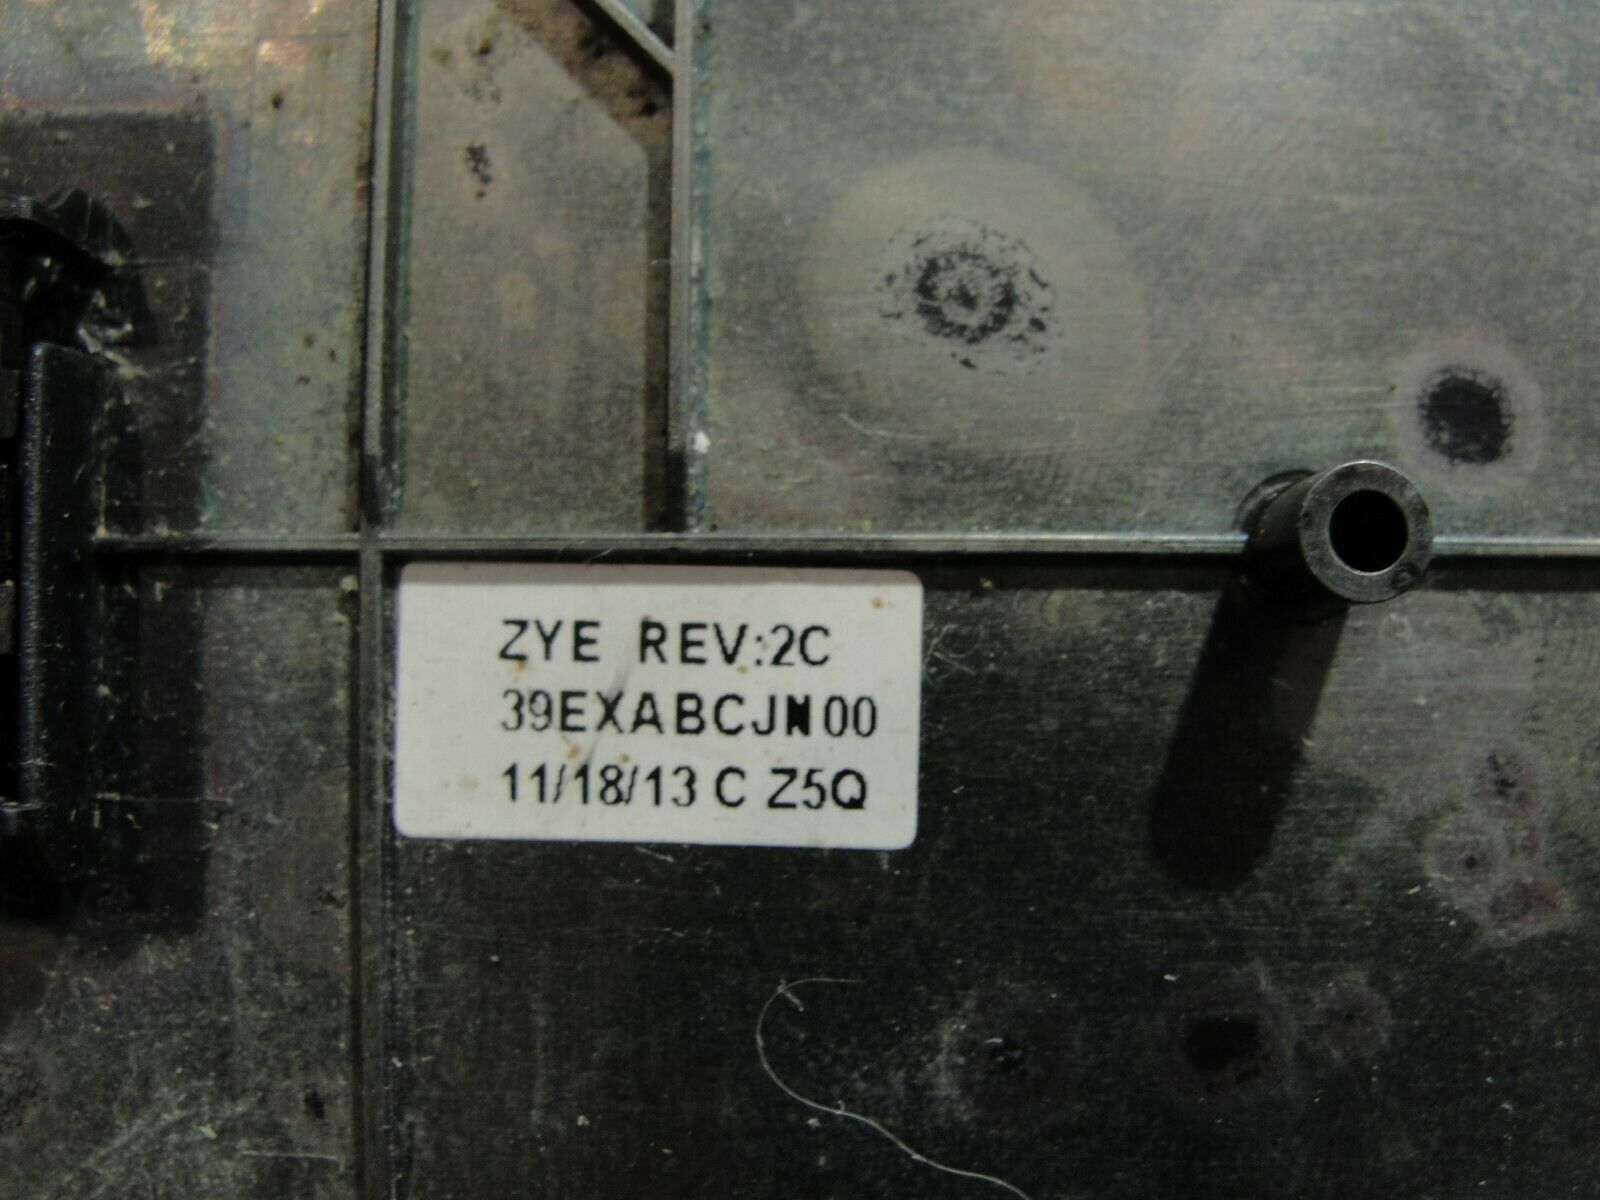 ZYE REV:2C
39EXABCJN00
11/18/13 C Z5Q